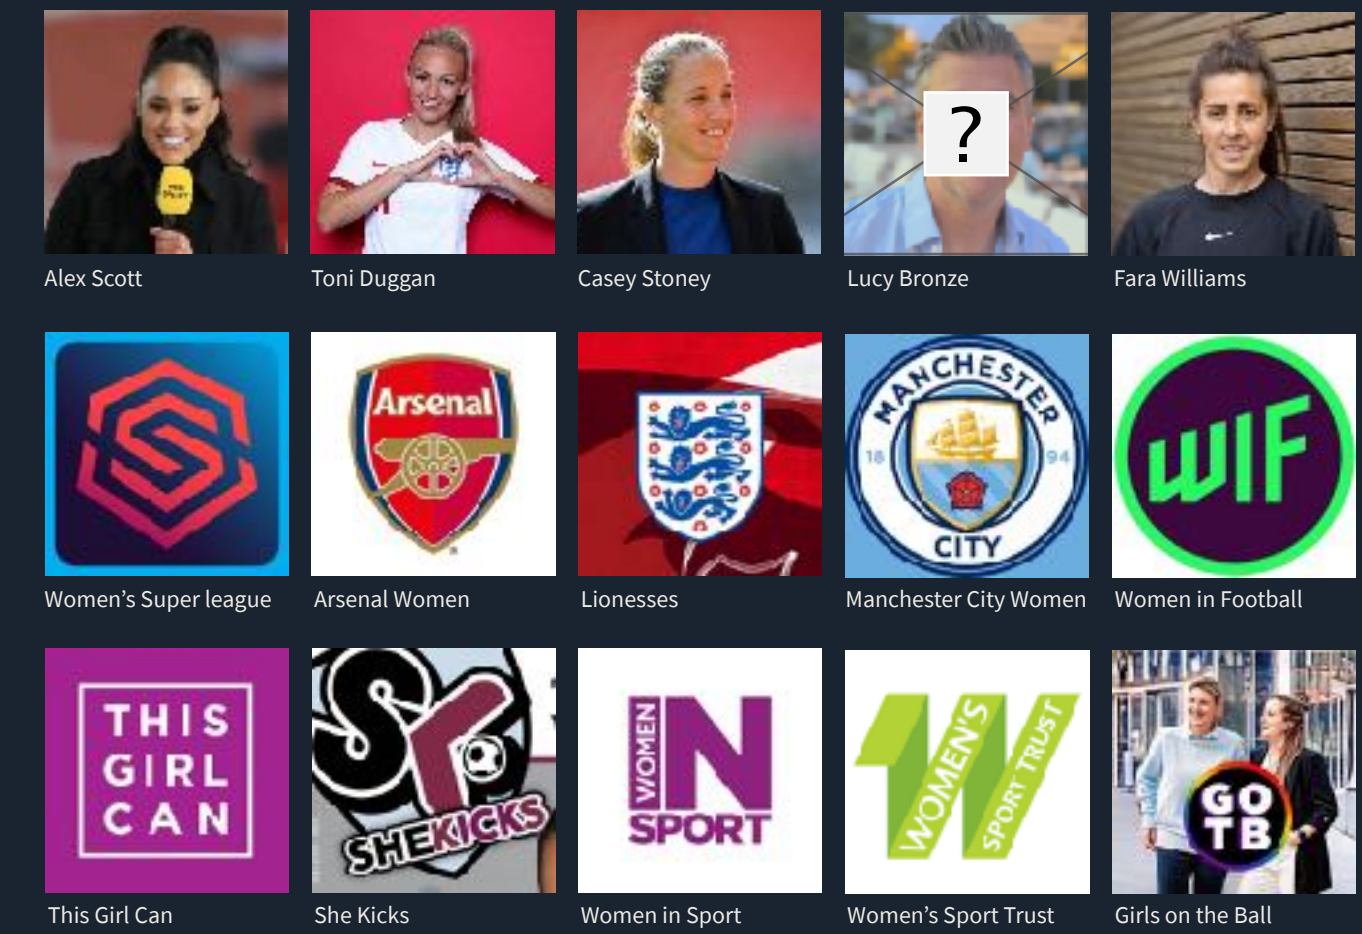 ?
Alex Scott
Toni Duggan
Casey Stoney
Lucy Bronze
Fara Williams
Arsenal
MANCHESTER
18 94
CITY
WIF
Women’s Super league
Arsenal Women
Lionesses
Manchester City Women
Women in Football
THIS
GIRL
CAN
SK
SHEKICKS
WOMEN
IN
SPORT
WOMEN'S
SPORT TRUST
GO
TB
This Girl Can
She Kicks
Women in Sport
Women’s Sport Trust
Girls on the Ball